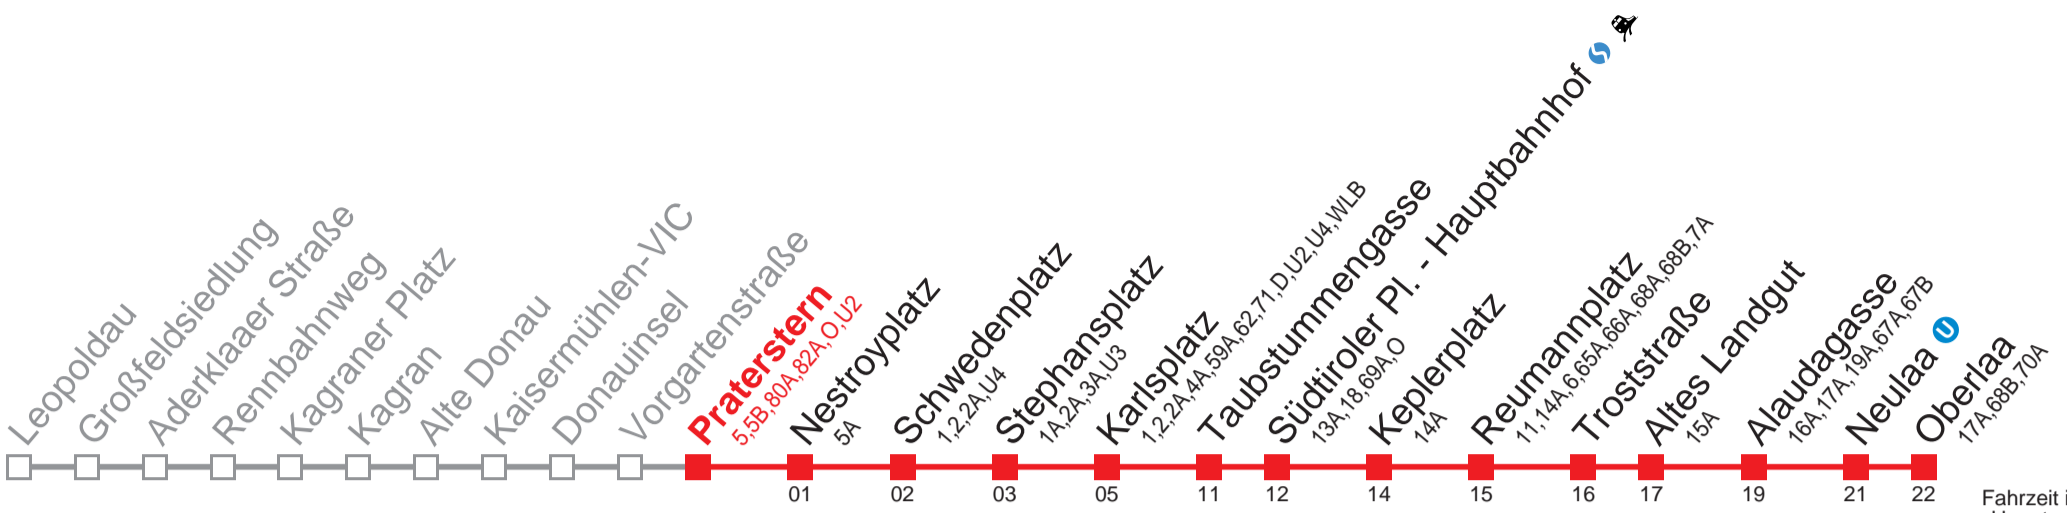 Leopoldau
Großfeldsiedlung
Aderklaaer Straße
Rennbahnweg
Kagraner Platz
Kagran
Alte Donau
Kaisermühlen-VIC
Donauinsel
Vorgartenstraße
Praterstern
5,5B,80A,82A,O,U2
Nestroyplatz
5A
Schwedenplatz
1,2,2A,U4
Stephansplatz
1A,2A,3A,U3
Karlsplatz
1,2,2A,4A,59A,62,71,D,U2,U4,WLB
Taubstummengasse
Südtiroler Pl. - Hauptbahnhof
13A,18,69A,O
Keplerplatz
14A
Reumannplatz
11,14A,6,65A,66A,68A,68B,7A
Troststraße
Altes Landgut
15A
Alaudagasse
16A,17A,19A,67A,67B
Neulaa U
Oberlaa
17A,68B,70A
01 02 03 05 11 12 14 15 16 17 19 21 22
Fahrzeit i